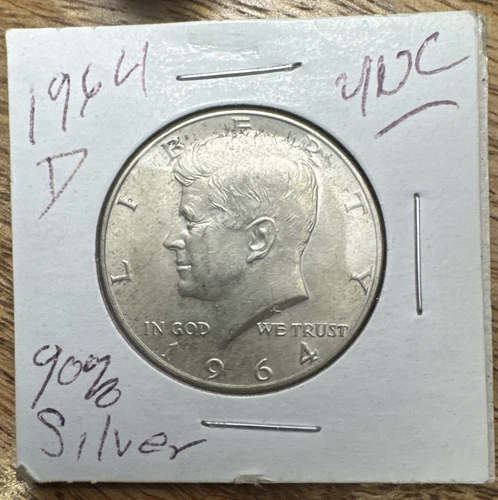 1964
D
UNC
LIBERTY
IN GOD WE TRUST
1964
90%
Silver